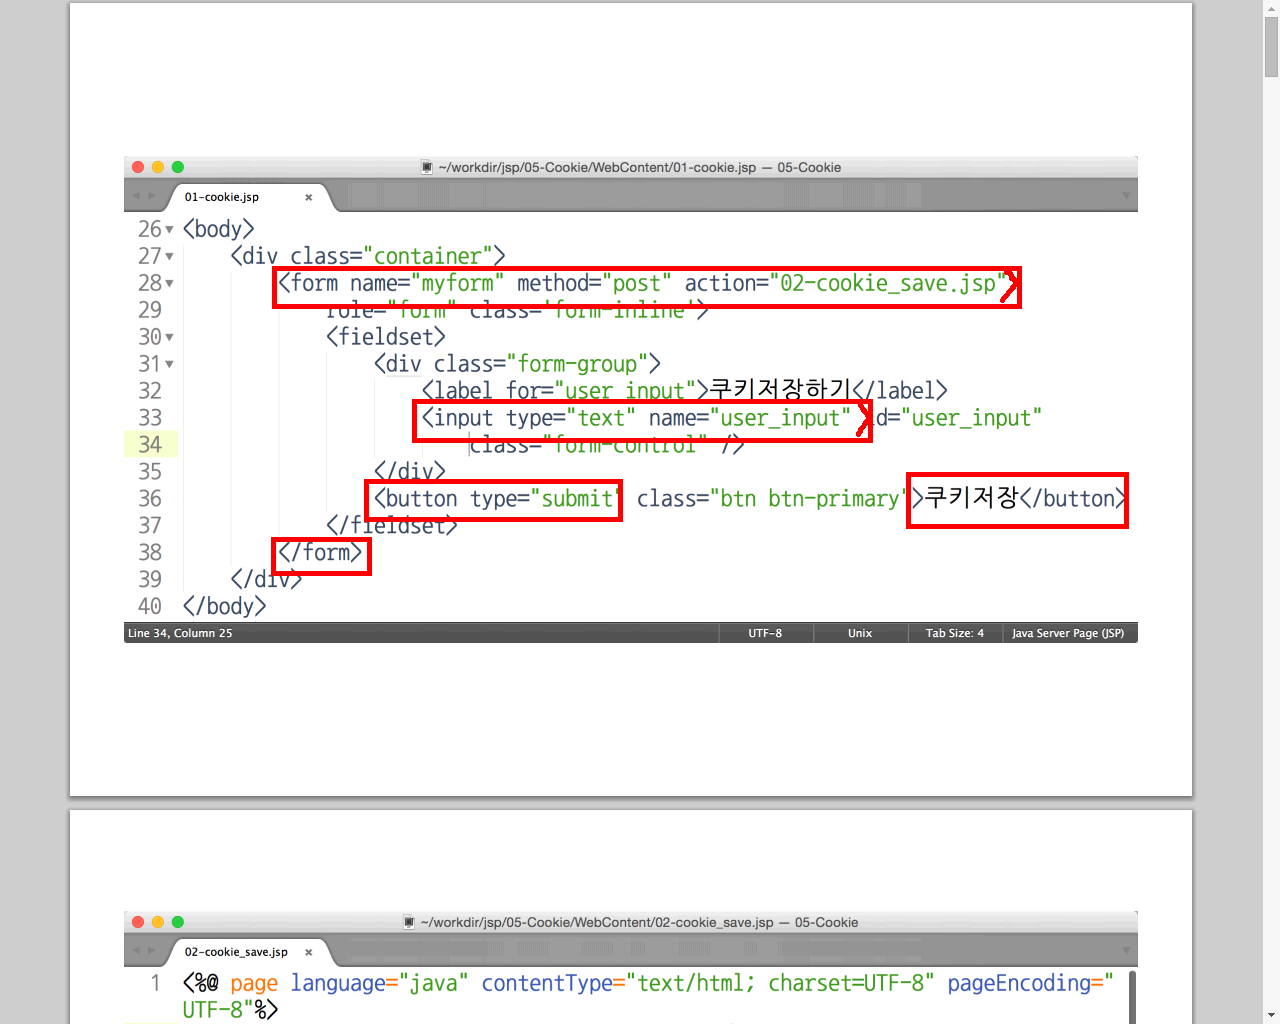 ~/workdir/jsp/05-Cookie/WebContent/01-cookie.jsp — 05-Cookie
01-cookie.jsp ×
26 <body>
27 <div class="container">
28 <form name="myform" method="post" action="02-cookie_save.jsp">
29 role="form" class='form-inline'>
30 <fieldset>
31 <div class="form-group">
32 <label for="user_input">쿠키저장하기</label>
33 <input type="text" name="user_input" > id="user_input"
34 class="form-control" />
35 </div>
36 <button type="submit" class="btn btn-primary">쿠키저장</button>
37 </fieldset>
38 </form>
39 </div>
40 </body>
Line 34, Column 25 UTF-8 Unix Tab Size: 4 Java Server Page (JSP)
~/workdir/jsp/05-Cookie/WebContent/02-cookie_save.jsp — 05-Cookie
02-cookie_save.jsp ×
1 <%@ page language="java" contentType="text/html; charset=UTF-8" pageEncoding="
UTF-8"%>